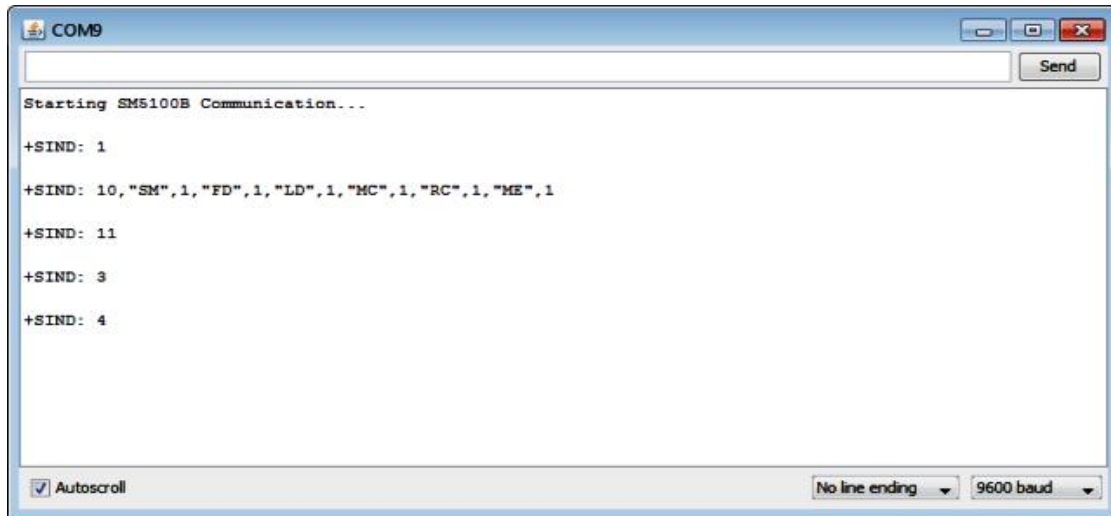 COM9
Send
Starting SM5100B Communication...
+SIND: 1
+SIND: 10,"SM",1,"FD",1,"LD",1,"MC",1,"RC",1,"ME",1
+SIND: 11
+SIND: 3
+SIND: 4
Autoscroll
No line ending
9600 baud